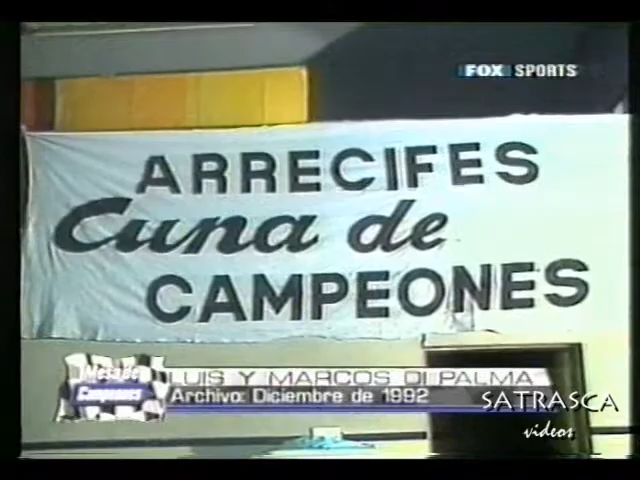 FOX SPORTS
ARRECIFES
Cuna de
CAMPEONES
Mesa de
Campeones
LUIS Y MARCOS DI PALMA
Archivo: Diciembre de 1992
SATRASCA
videos